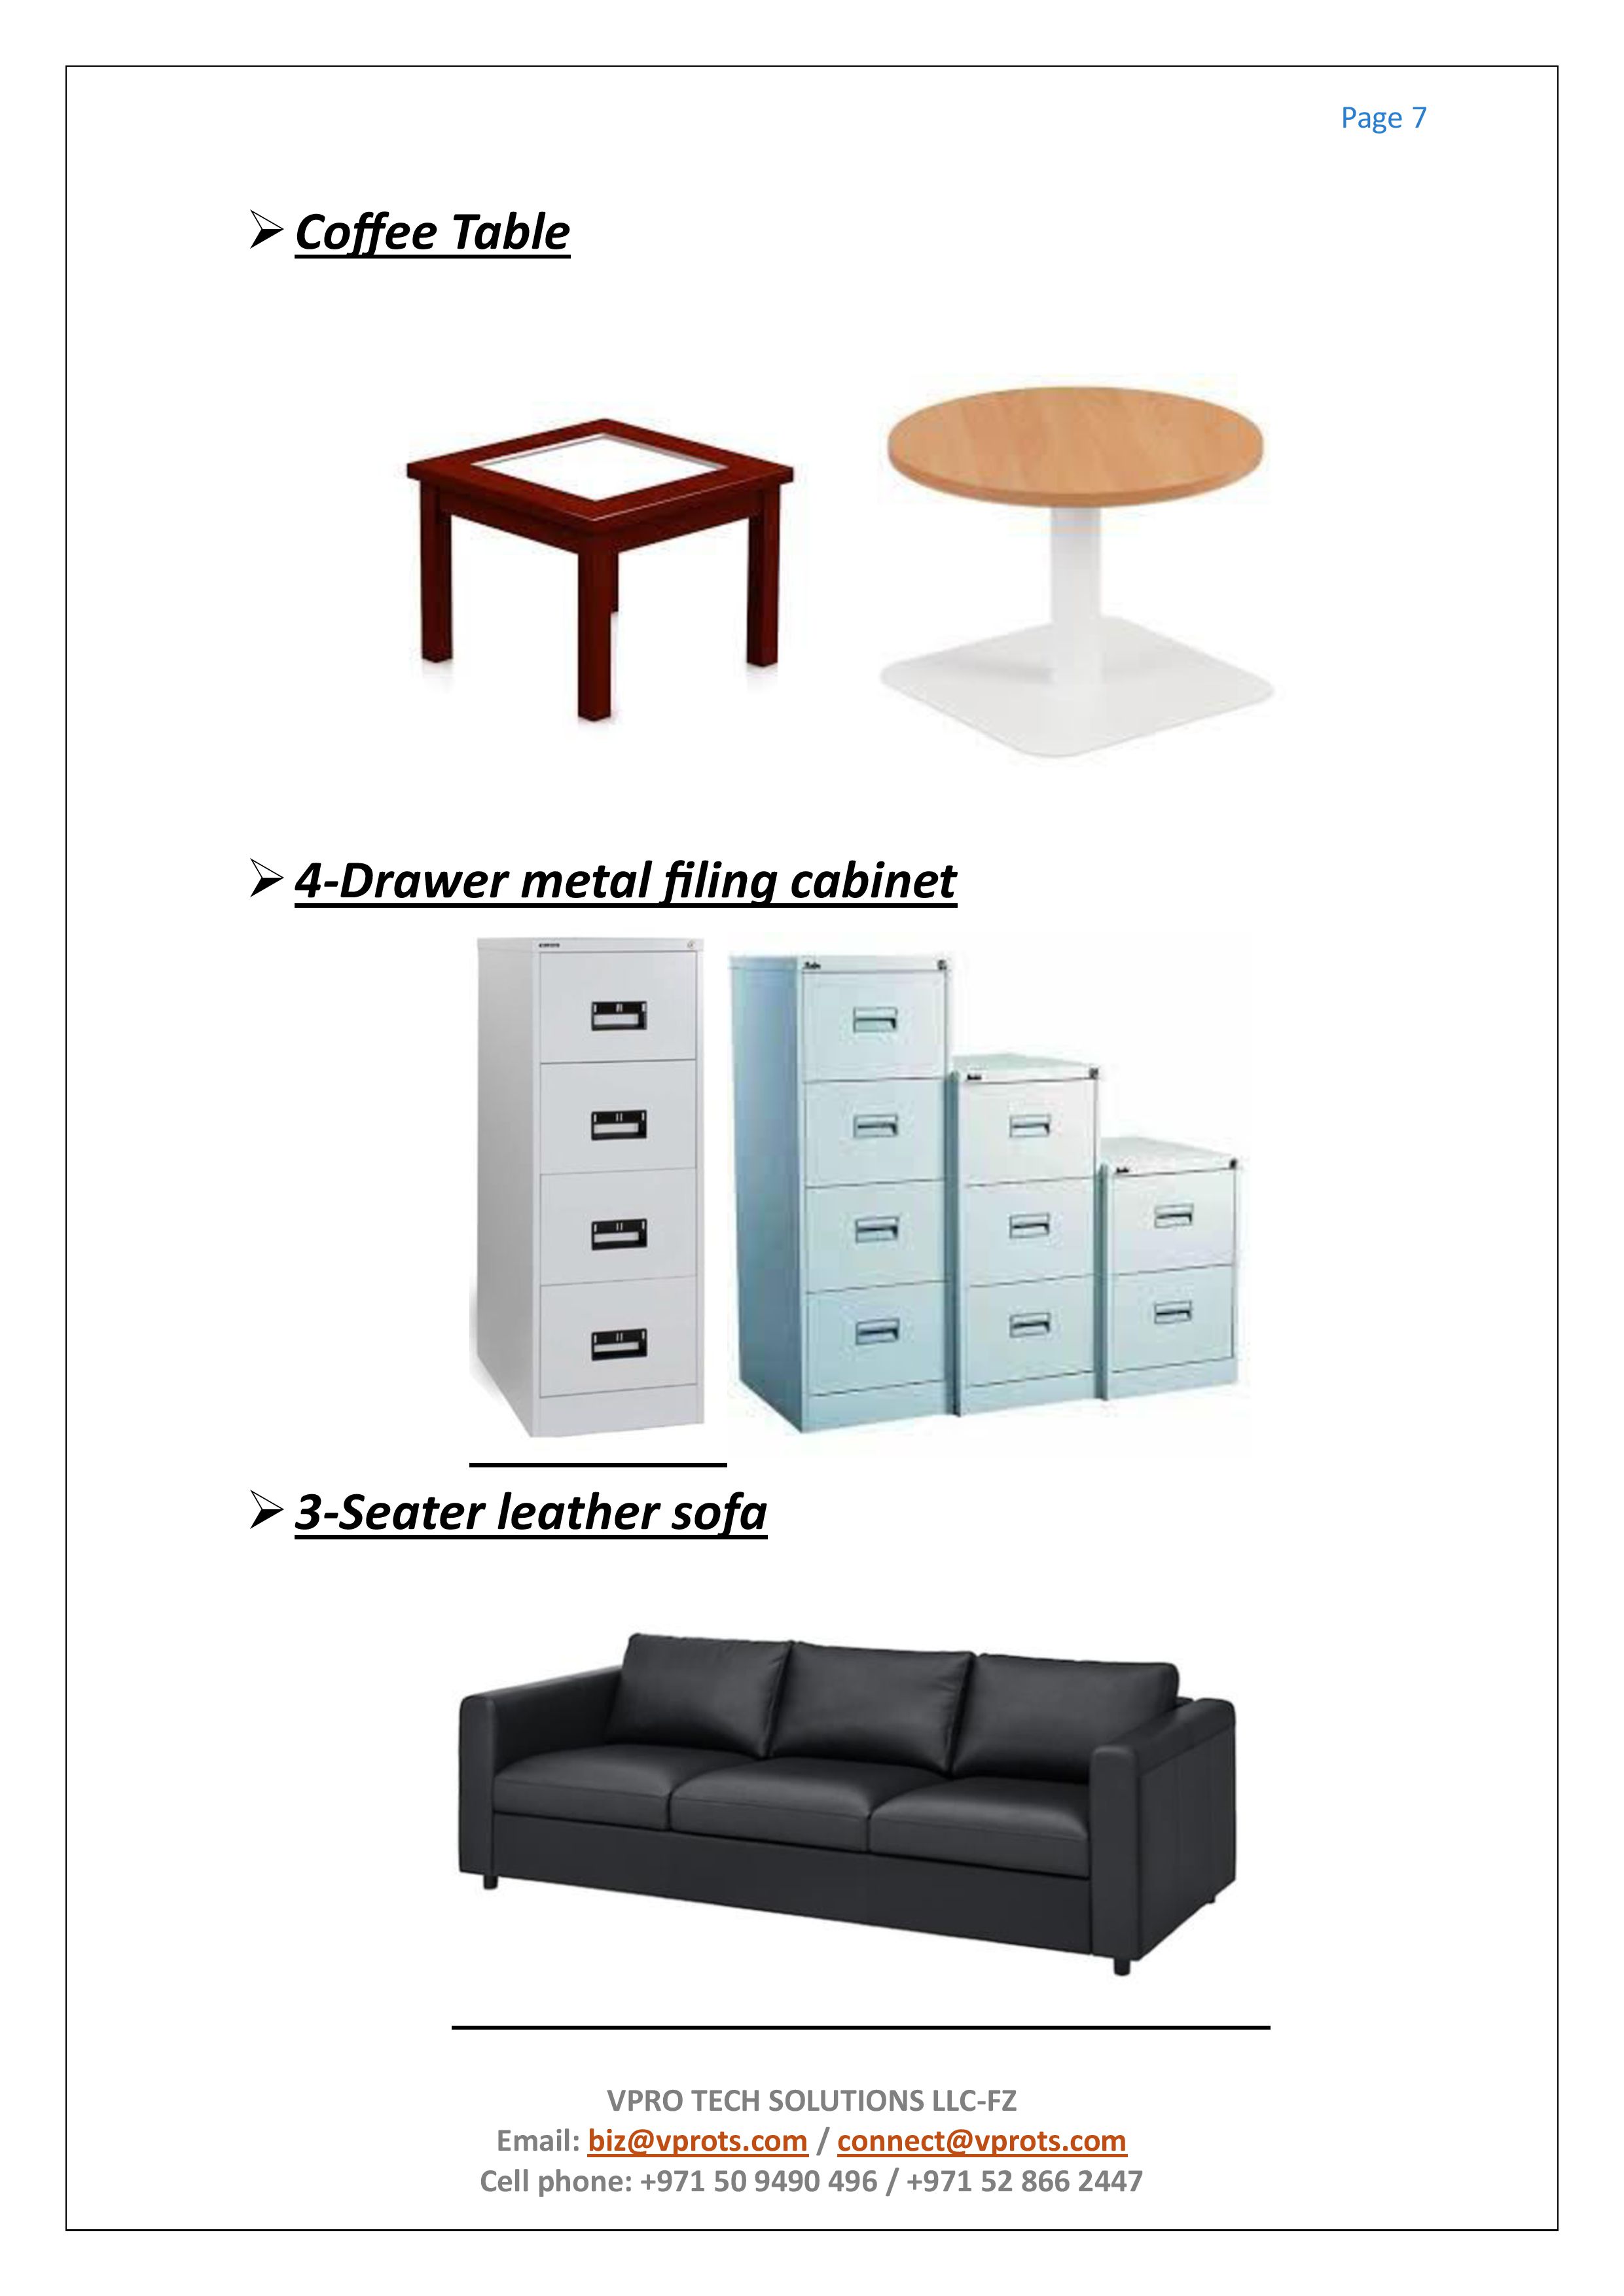 Page 7
Coffee Table
4-Drawer metal filing cabinet
3-Seater leather sofa
VPRO TECH SOLUTIONS LLC-FZ
Email: biz@vprots.com / connect@vprots.com
Cell phone: +971 50 9490 496 / +971 52 866 2447